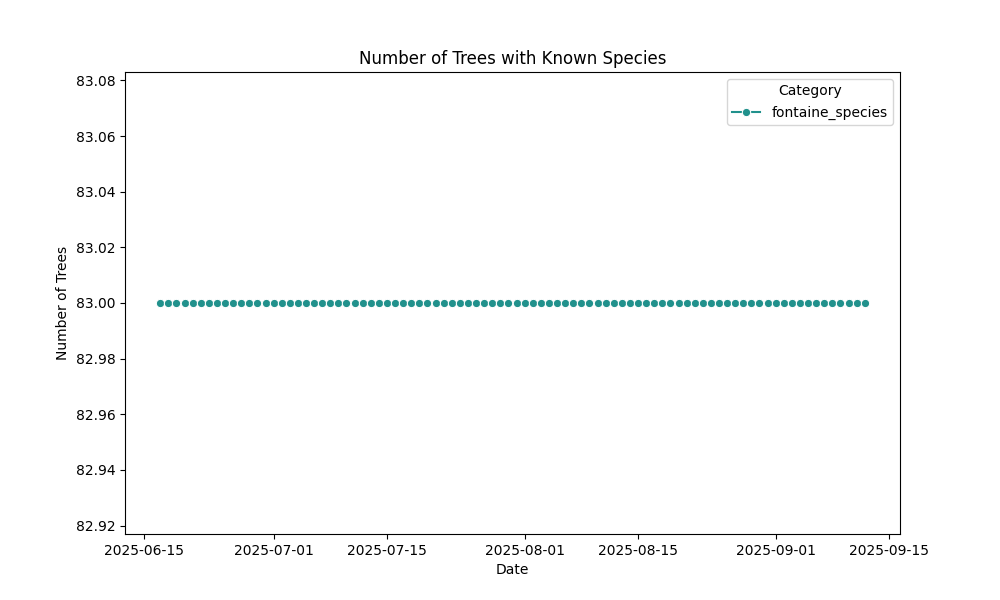 Number of Trees with Known Species
Category
fontaine_species
83.08
83.06
83.04
83.02
83.00
82.98
82.96
82.94
82.92
Number of Trees
2025-06-15 2025-07-01 2025-07-15 2025-08-01 2025-08-15 2025-09-01 2025-09-15
Date